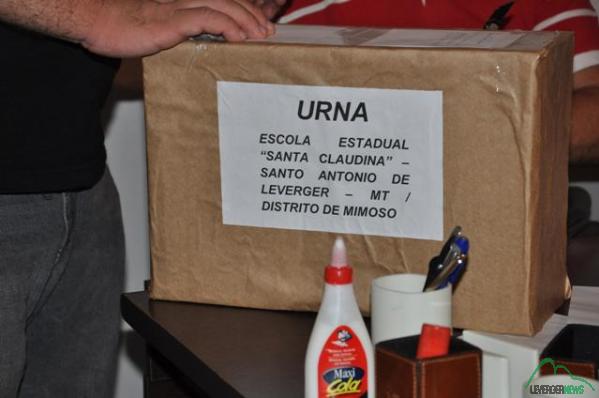 URNA
ESCOLA ESTADUAL
"SANTA CLAUDINA" –
SANTO ANTONIO DE
LEVERGER – MT /
DISTRITO DE MIMOSO
Maxi
Cola
LEVERGERNEWS